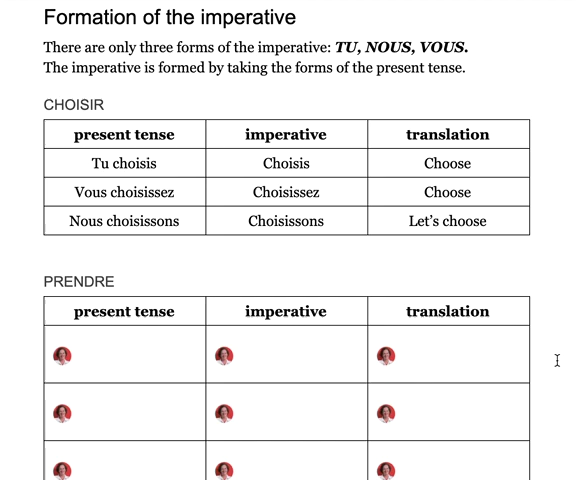 Formation of the imperative
There are only three forms of the imperative: TU, NOUS, VOUS.
The imperative is formed by taking the forms of the present tense.
CHOISIR
present tense imperative translation
Tu choisis Choisis Choose
Vous choisissez Choisissez Choose
Nous choisissons Choisissons Let's choose
PRENDRE
present tense imperative translation